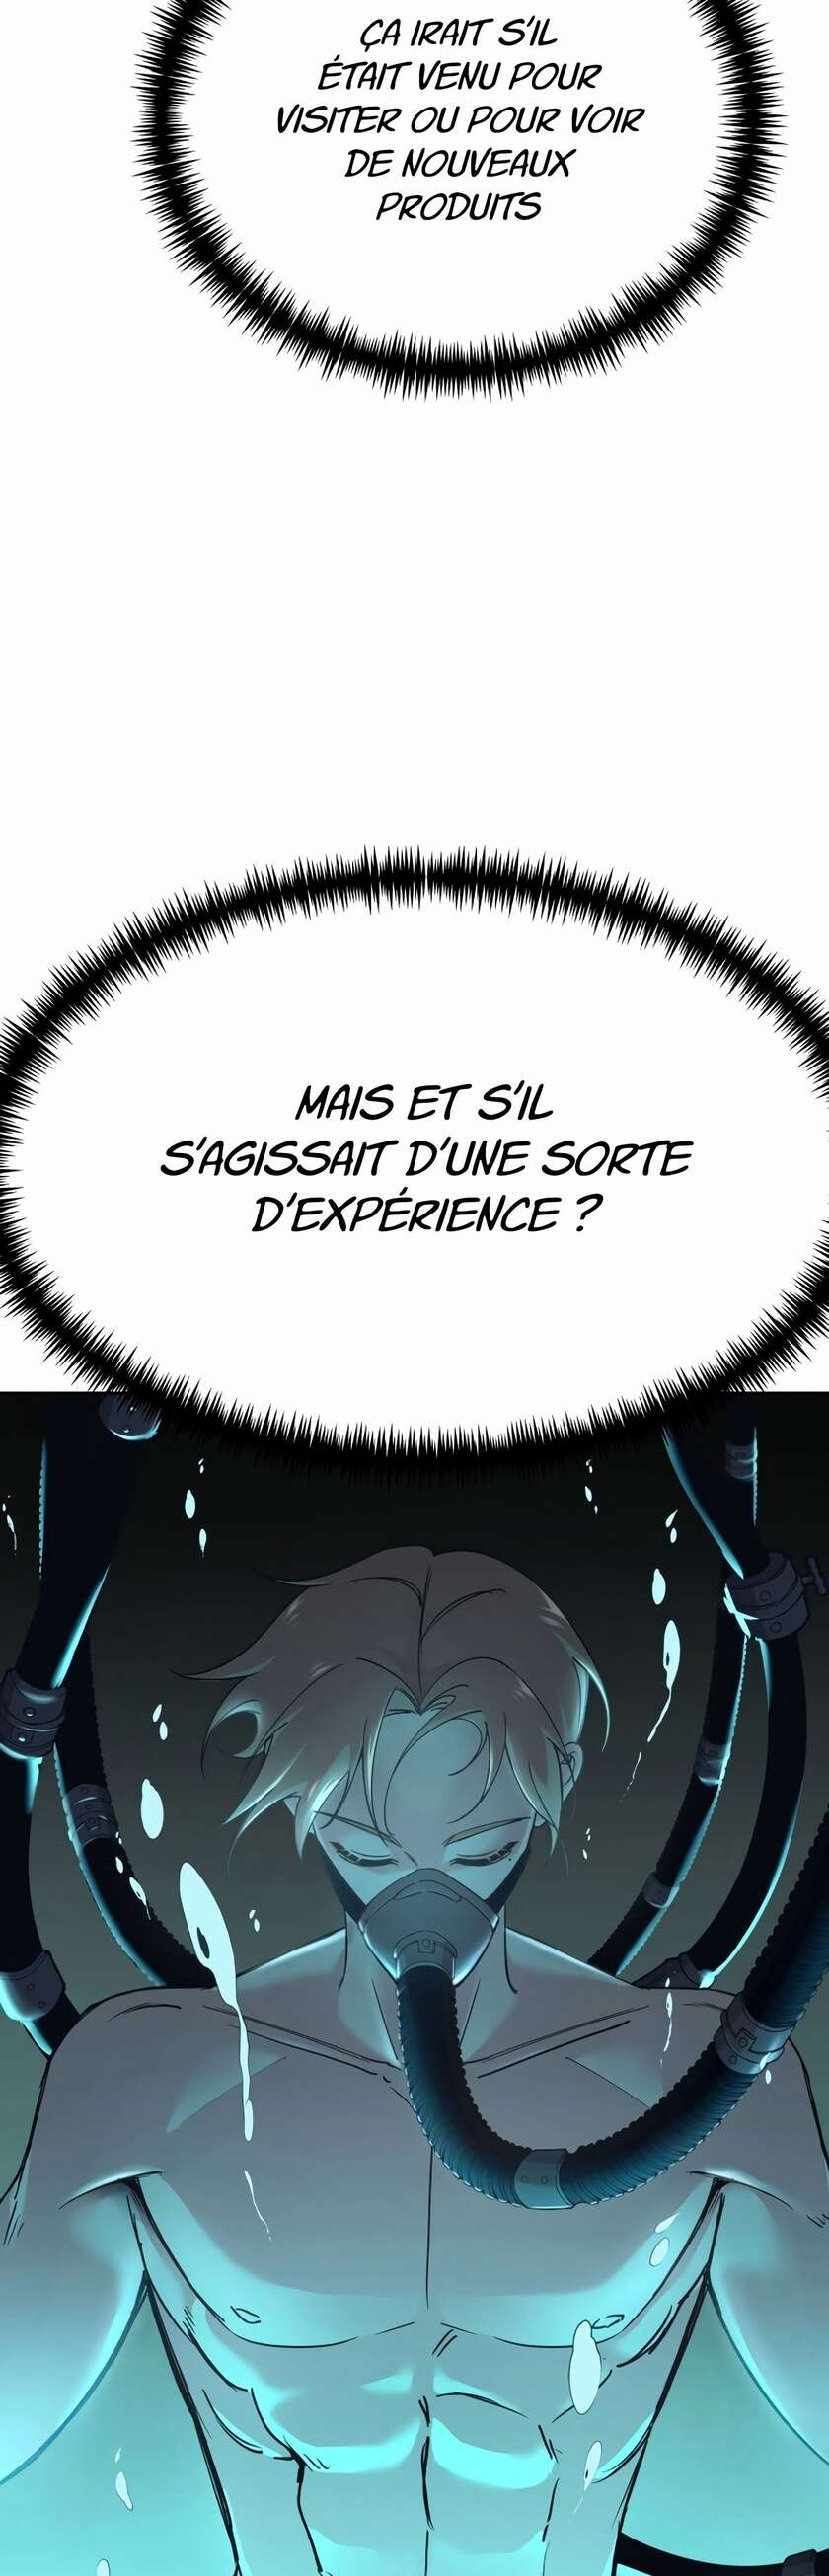 ÇA IRAIT S'IL
ÉTAIT VENU POUR
VISITER OU POUR VOIR
DE NOUVEAUX
PRODUITS
MAIS ET S'IL
S'AGISSAIT D'UNE SORTE
D'EXPÉRIENCE ?